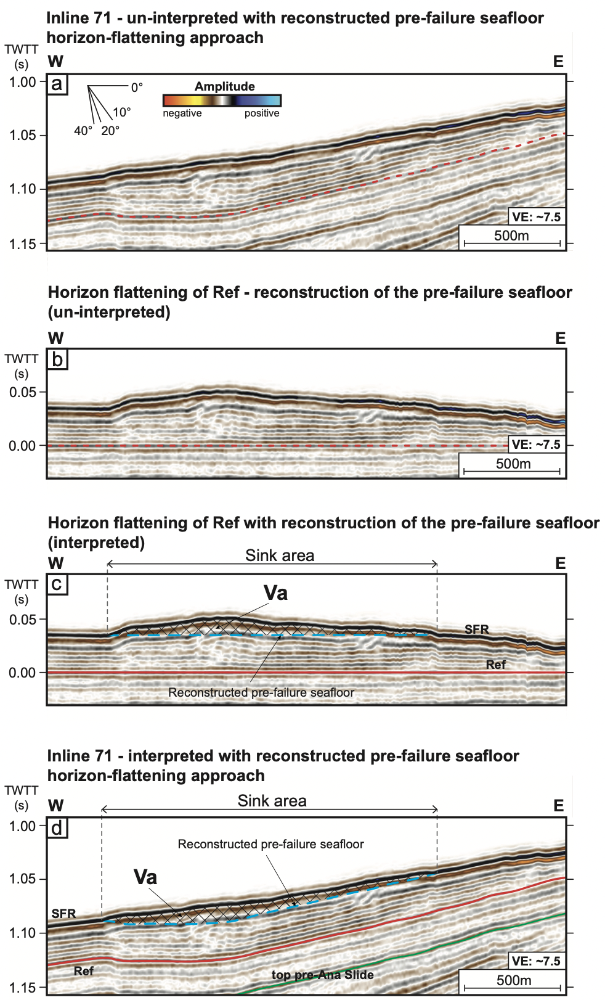 Inline 71 - un-interpreted with reconstructed pre-failure seafloor
horizon-flattening approach
TWTT
(s)
W
E
a
1.00
1.05
1.10
1.15
0°
10°
20°
40°
Amplitude
negative
positive
VE: ~7.5
500m
Horizon flattening of Ref - reconstruction of the pre-failure seafloor
(un-interpreted)
W
E
TWTT
(s)
b
0.05
0.00
VE: ~7.5
500m
Horizon flattening of Ref with reconstruction of the pre-failure seafloor
(interpreted)
Sink area
W
E
TWTT
(s)
c
Va
0.05
SFR
0.00
Ref
Reconstructed pre-failure seafloor
Inline 71 - interpreted with reconstructed pre-failure seafloor
horizon-flattening approach
TWTT
(s)
W
Sink area
E
1.00
d
Reconstructed pre-failure seafloor
1.05
Va
SFR
1.10
Ref
top pre-Ana Slide
VE: ~7.5
500m
1.15